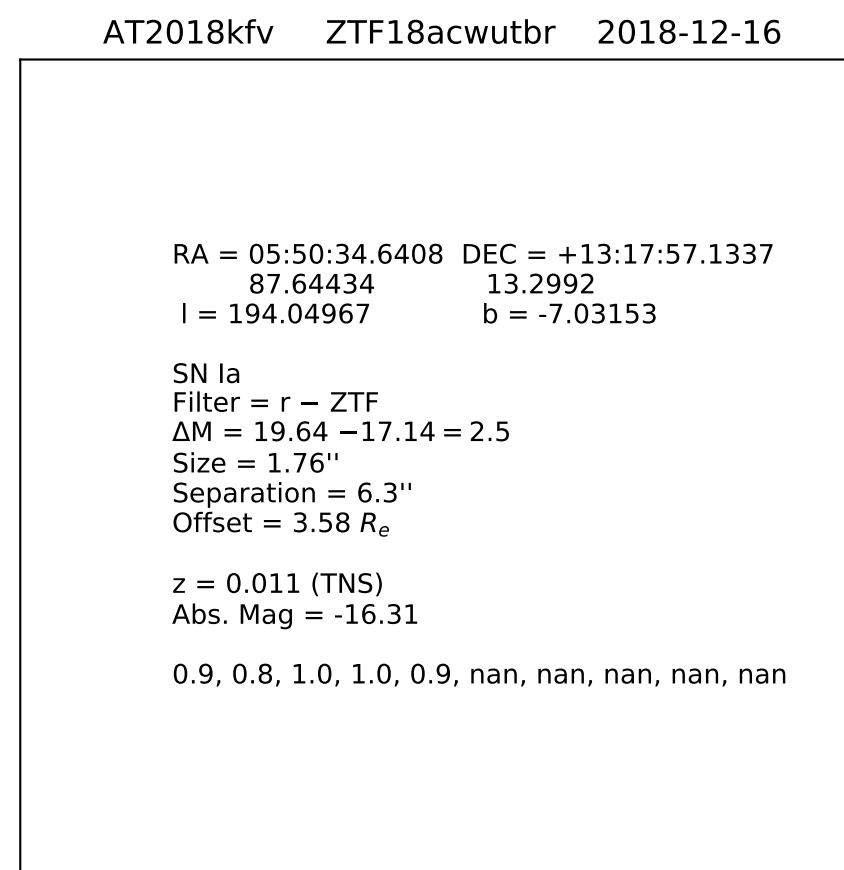 AT2018kfv ZTF18acwutbr 2018-12-16
RA = 05:50:34.6408 DEC = +13:17:57.1337
87.64434 13.2992
l = 194.04967 b = -7.03153
SN Ia
Filter = r − ZTF
ΔM = 19.64 −17.14 = 2.5
Size = 1.76''
Separation = 6.3''
Offset = 3.58 Rₑ
z = 0.011 (TNS)
Abs. Mag = -16.31
0.9, 0.8, 1.0, 1.0, 0.9, nan, nan, nan, nan, nan